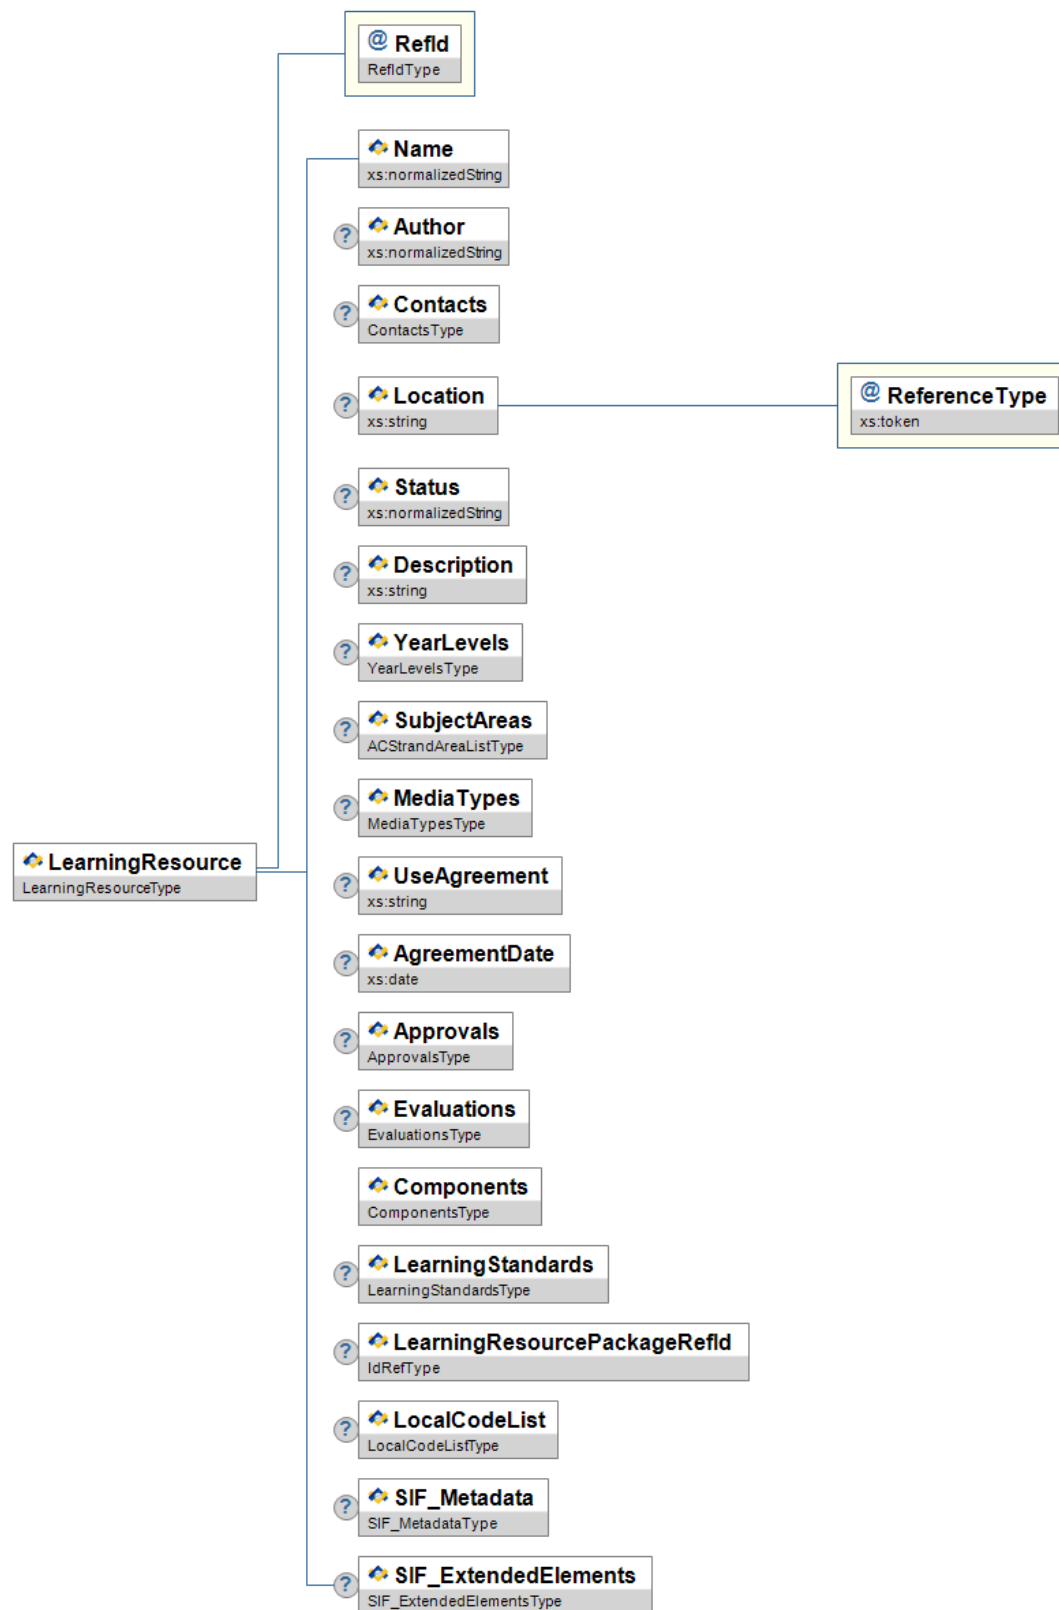 @ RefId
RefIdType
Name
xs:normalizedString
? Author
xs:normalizedString
? Contacts
ContactsType
? Location
xs:string
@ ReferenceType
xs:token
? Status
xs:normalizedString
? Description
xs:string
? YearLevels
YearLevelsType
? SubjectAreas
ACStrandAreaListType
? MediaTypes
MediaTypesType
LearningResource
LearningResourceType
? UseAgreement
xs:string
? AgreementDate
xs:date
? Approvals
ApprovalsType
? Evaluations
EvaluationsType
Components
ComponentsType
? LearningStandards
LearningStandardsType
? LearningResourcePackageRefId
IdRefType
? LocalCodeList
LocalCodeListType
? SIF_Metadata
SIF_MetadataType
? SIF_ExtendedElements
SIF_ExtendedElementsType